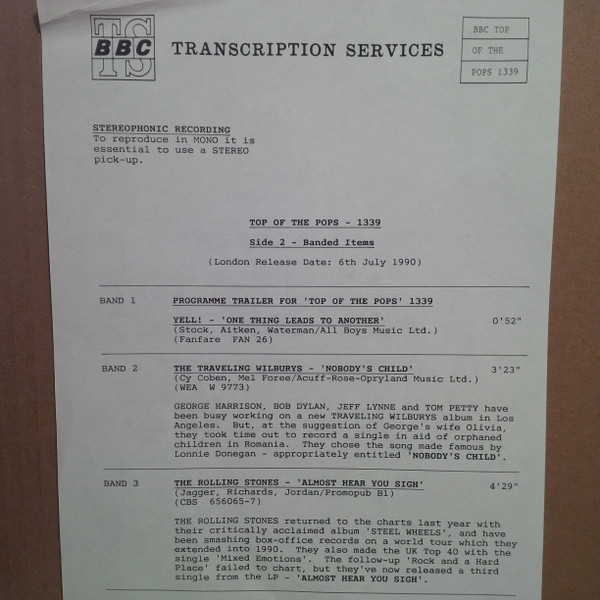 TS
BBC
TRANSCRIPTION SERVICES
BBC TOP
OF THE
POPS 1339
STEREOPHONIC RECORDING
To reproduce in MONO it is
essential to use a STEREO
pick-up.
TOP OF THE POPS - 1339
Side 2 - Banded Items
(London Release Date: 6th July 1990)
BAND 1 PROGRAMME TRAILER FOR 'TOP OF THE POPS' 1339
YELL! - 'ONE THING LEADS TO ANOTHER' 0'52"
(Stock, Aitken, Waterman/All Boys Music Ltd.)
(Fanfare FAN 26)
BAND 2 THE TRAVELING WILBURYS - 'NOBODY'S CHILD' 3'23"
(Cy Coben, Mel Foree/Acuff-Rose-Opryland Music Ltd.)
(WEA W 9773)
GEORGE HARRISON, BOB DYLAN, JEFF LYNNE and TOM PETTY have
been busy working on a new TRAVELING WILBURYS album in Los
Angeles. But, at the suggestion of George's wife Olivia,
they took time out to record a single in aid of orphaned
children in Romania. They chose the song made famous by
Lonnie Donegan - appropriately entitled 'NOBODY'S CHILD'.
BAND 3 THE ROLLING STONES - 'ALMOST HEAR YOU SIGH' 4'29"
(Jagger, Richards, Jordan/Promopub B1)
(CBS 656065-7)
THE ROLLING STONES returned to the charts last year with
their critically acclaimed album 'STEEL WHEELS', and have
been smashing box-office records on a world tour which they
extended into 1990. They also made the UK Top 40 with the
single 'Mixed Emotions'. The follow-up 'Rock and a Hard
Place' failed to chart, but they've now released a third
single from the LP - 'ALMOST HEAR YOU SIGH'.